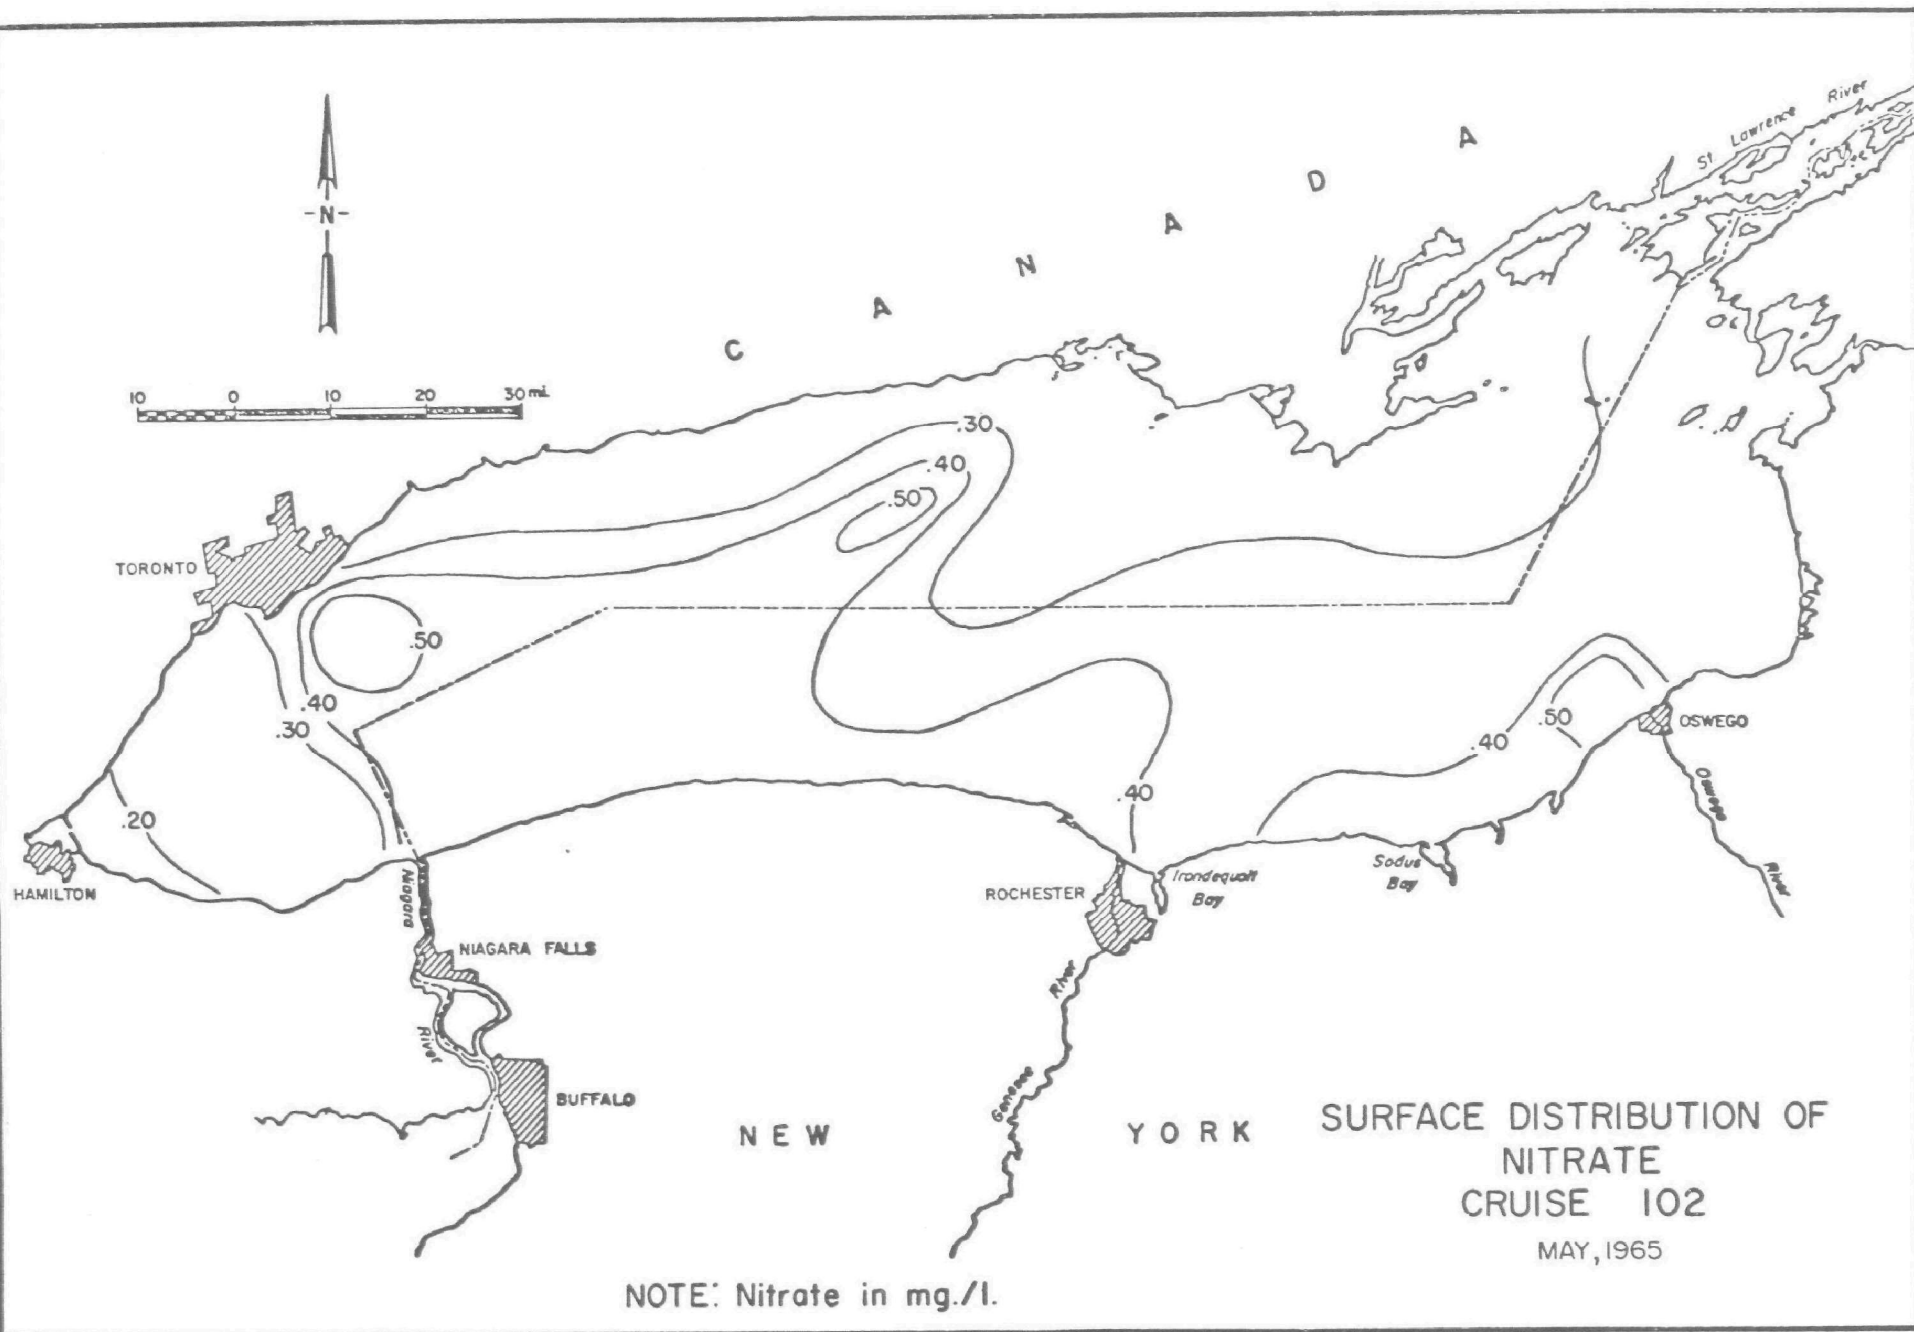 St Lawrence River
C A N A D A
-N-
10 0 10 20 30 mi.
.30
.40
.50
TORONTO
.50
.40
.30
.50
.40
OSWEGO
.20
.40
HAMILTON
Niagara
River
ROCHESTER
Irondequoit
Bay
Sodus
Bay
Oswego
River
NIAGARA FALLS
River
Genesee
BUFFALO
NEW YORK
SURFACE DISTRIBUTION OF
NITRATE
CRUISE 102
MAY, 1965
NOTE: Nitrate in mg./l.